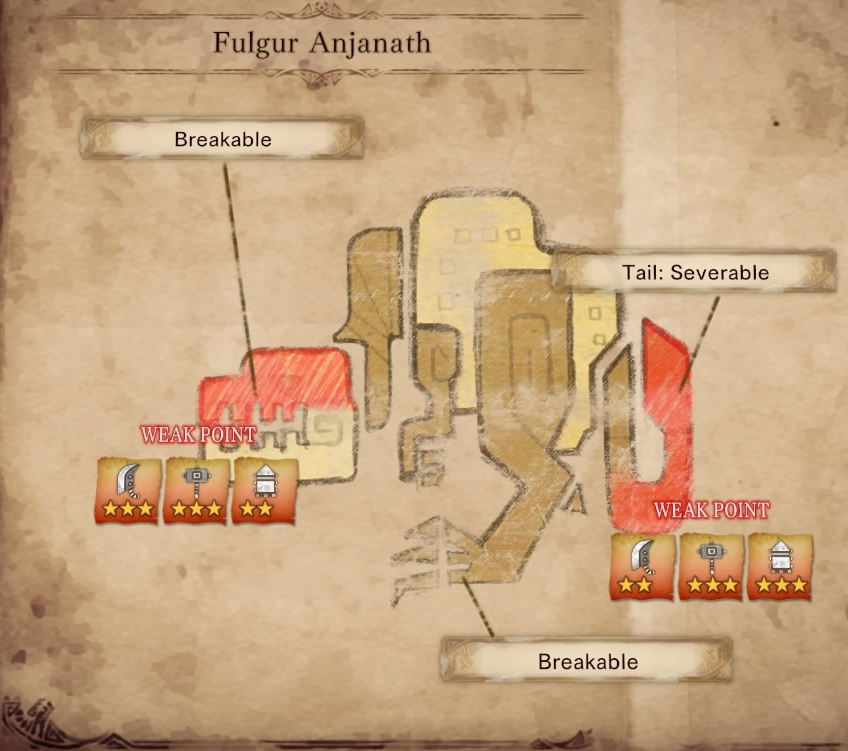 Fulgur Anjanath
Breakable
Tail: Severable
WEAK POINT
WEAK POINT
Breakable